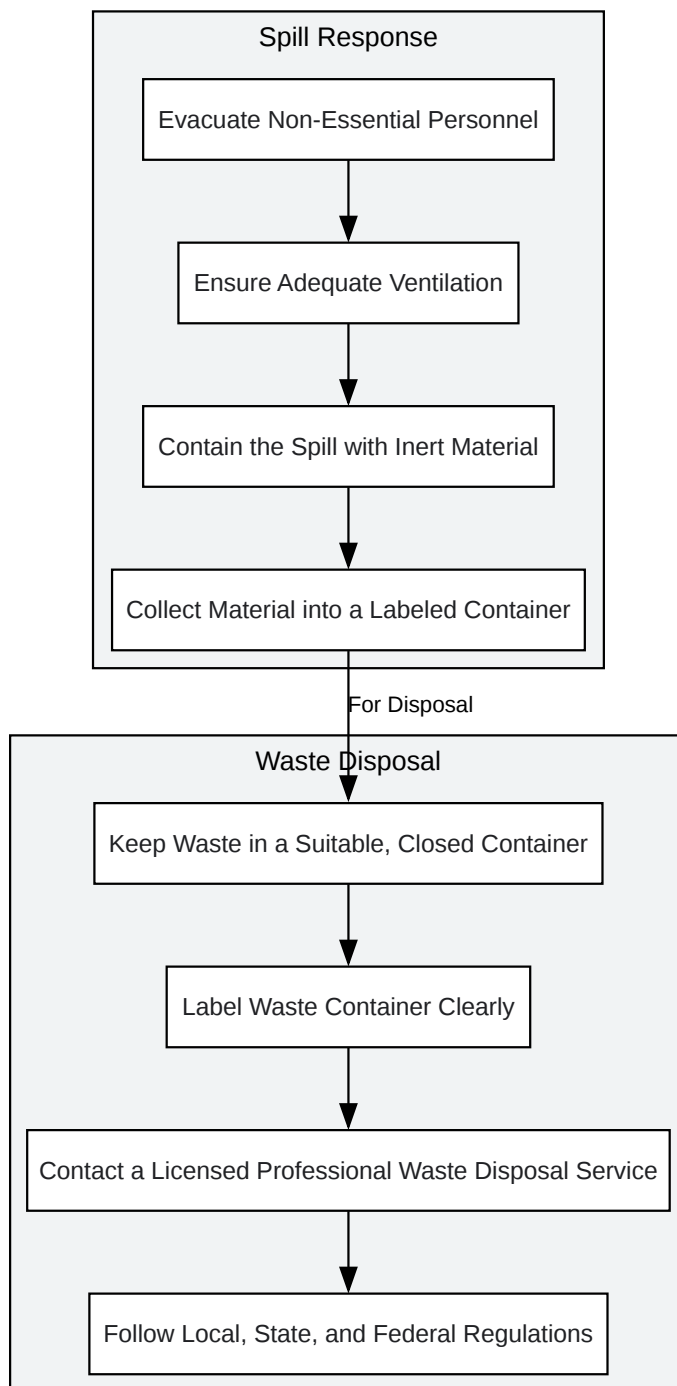 Spill Response
Evacuate Non-Essential Personnel
Ensure Adequate Ventilation
Contain the Spill with Inert Material
Collect Material into a Labeled Container
For Disposal
Waste Disposal
Keep Waste in a Suitable, Closed Container
Label Waste Container Clearly
Contact a Licensed Professional Waste Disposal Service
Follow Local, State, and Federal Regulations